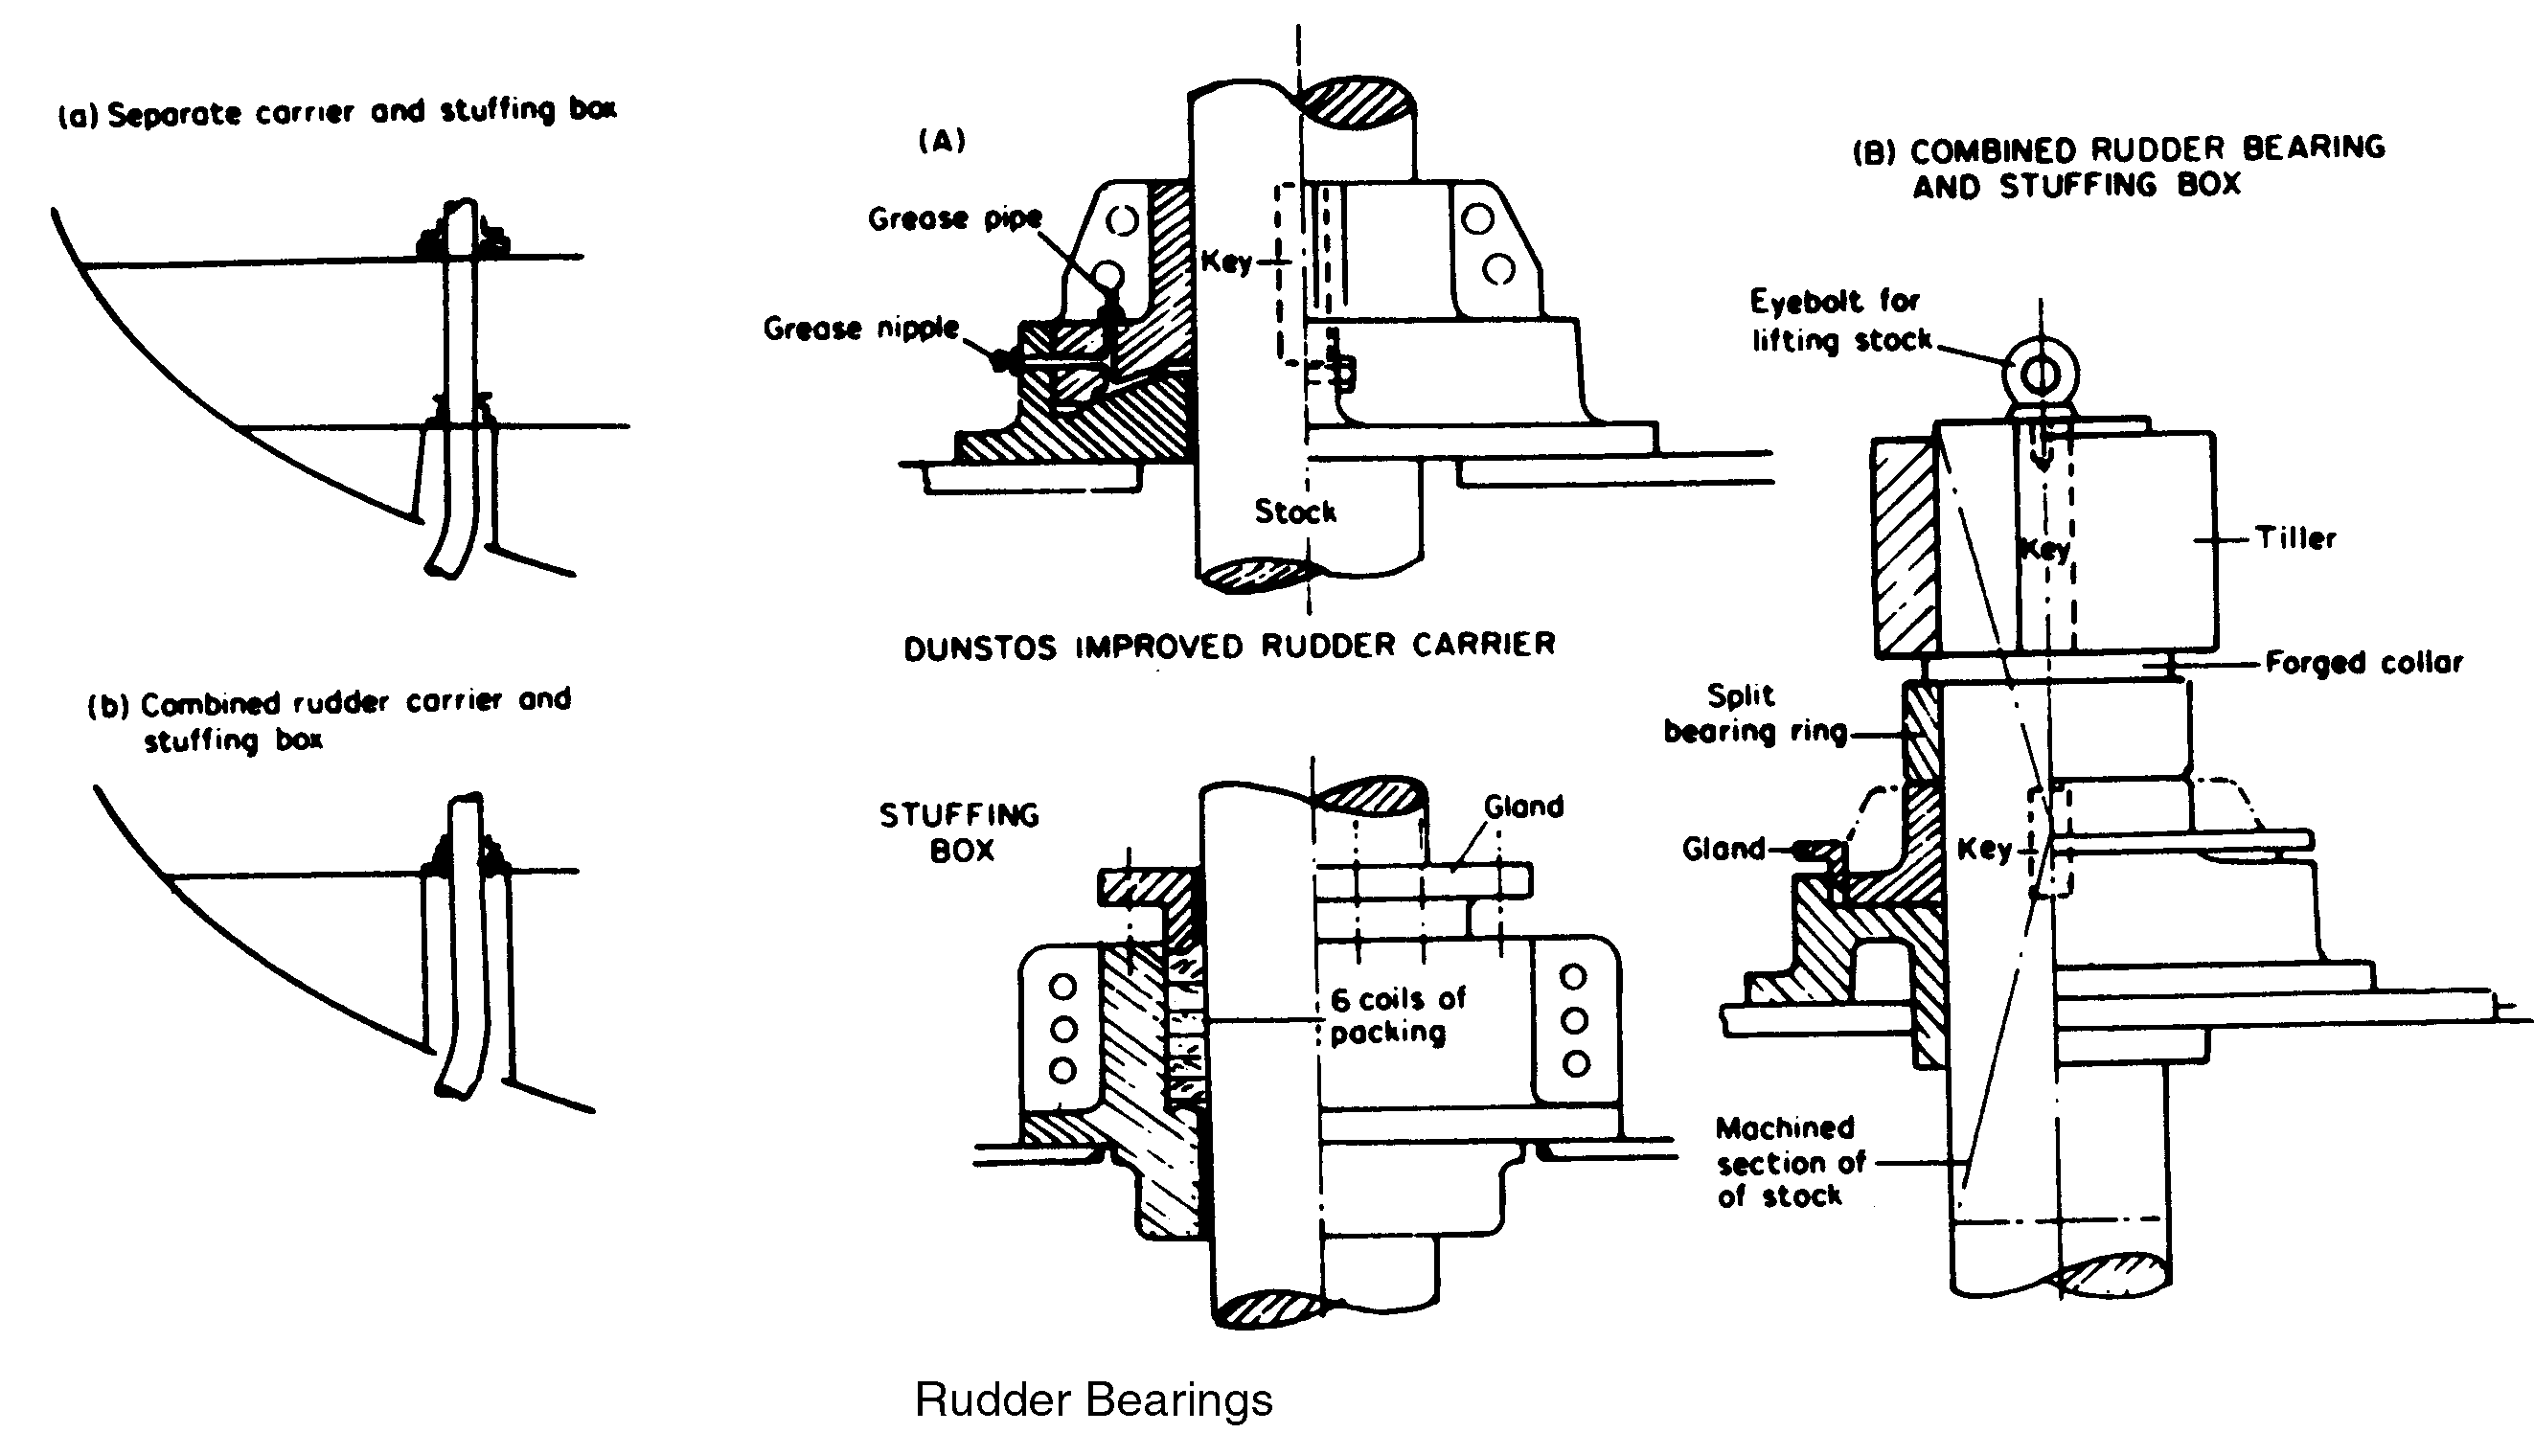 (a) Separate carrier and stuffing box
(b) Combined rudder carrier and
stuffing box
(A)
Grease pipe
Key
Grease nipple
Stock
DUNSTOS IMPROVED RUDDER CARRIER
STUFFING
BOX
Gland
6 coils of
packing
(B) COMBINED RUDDER BEARING
AND STUFFING BOX
Eyebolt for
lifting stock
Key
Tiller
Forged collar
Split
bearing ring
Gland
Key
Machined
section of
of stock
Rudder Bearings